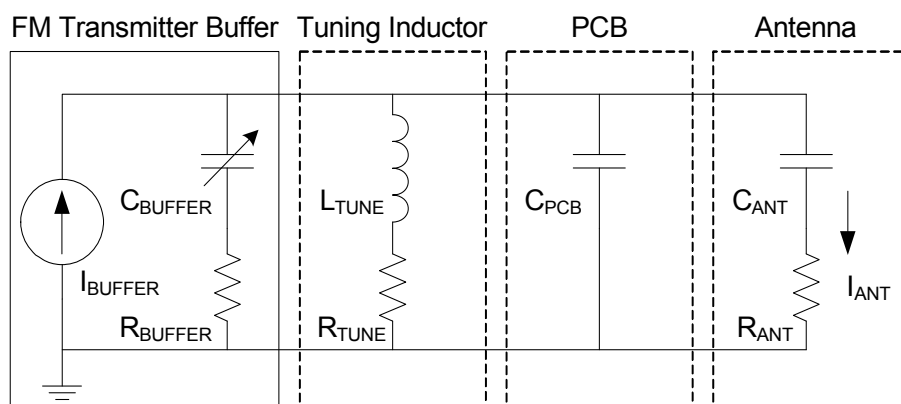 FM Transmitter Buffer Tuning Inductor PCB Antenna
C_BUFFER L_TUNE C_PCB C_ANT
I_BUFFER I_ANT
R_BUFFER R_TUNE R_ANT